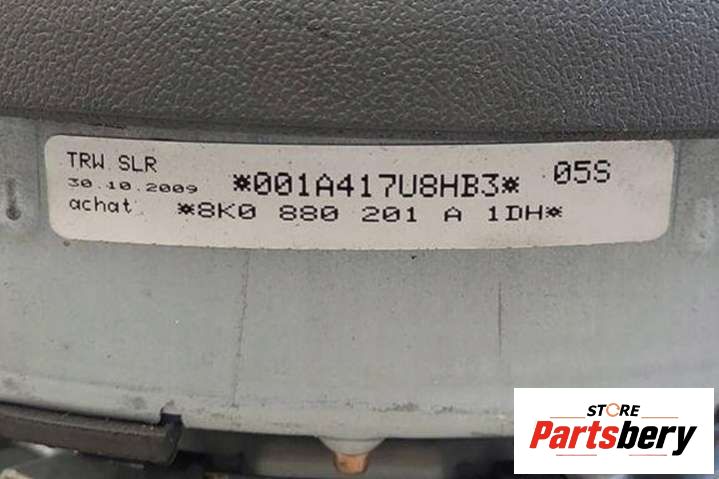 TRW SLR
30.10.2009 *001A417U8HB3* 05S
achat *8K0 880 201 A 1DH*
STORE
Partsbery